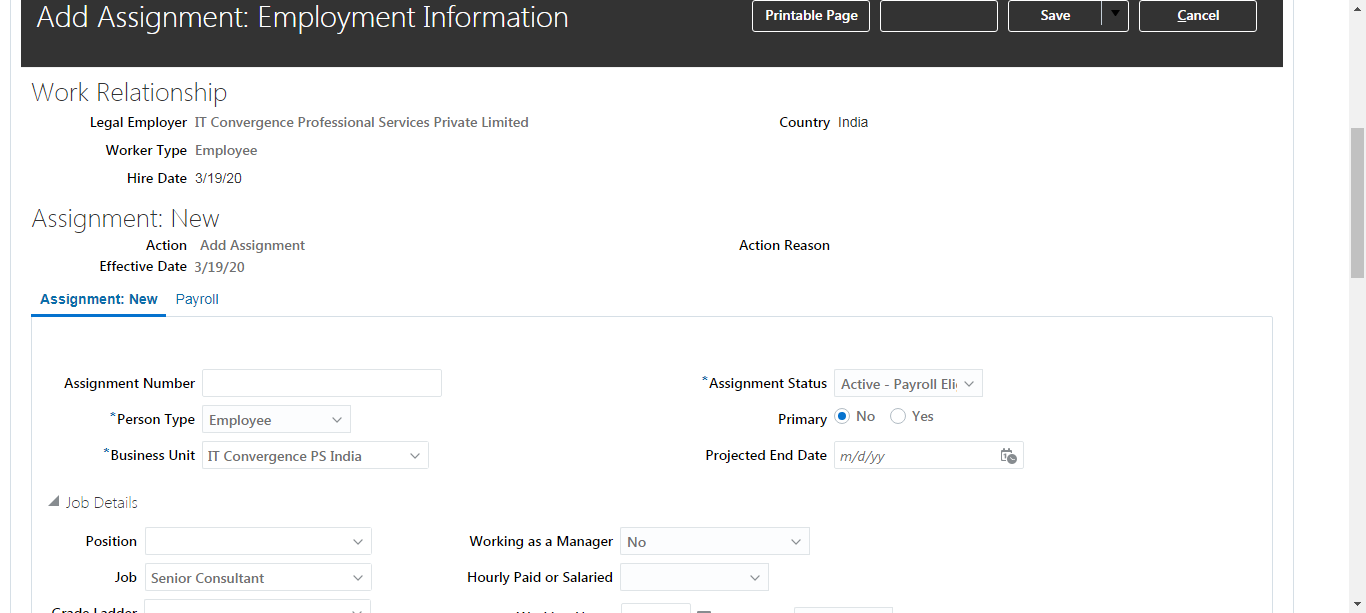 Add Assignment: Employment Information
Printable Page
Save
Cancel
Work Relationship
Legal Employer IT Convergence Professional Services Private Limited
Country India
Worker Type Employee
Hire Date 3/19/20
Assignment: New
Action Add Assignment
Action Reason
Effective Date 3/19/20
Assignment: New Payroll
Assignment Number
*Assignment Status Active - Payroll Eli
*Person Type Employee
Primary No Yes
*Business Unit IT Convergence PS India
Projected End Date m/d/yy
Job Details
Position
Working as a Manager No
Job Senior Consultant
Hourly Paid or Salaried
Grade Ladder